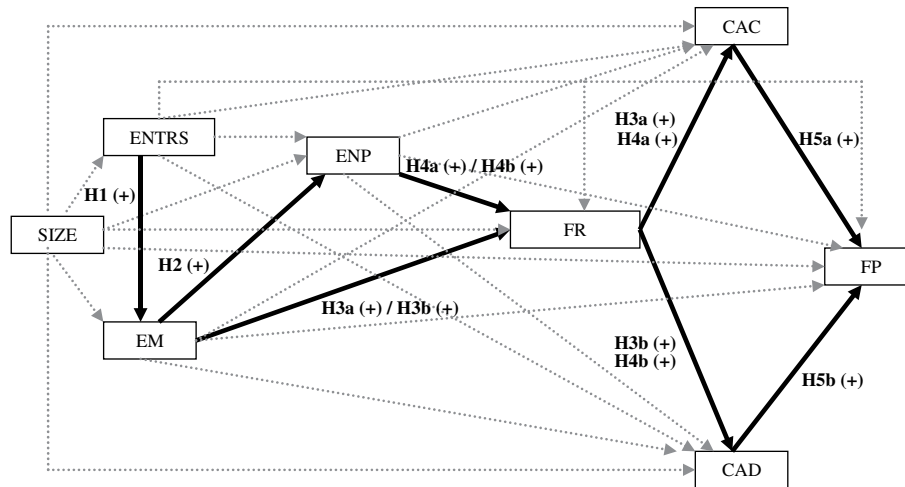 CAC
H3a (+)
H4a (+)
ENTRS
H5a (+)
ENP
H4a (+) / H4b (+)
H1 (+)
SIZE
FR
H2 (+)
FP
H3a (+) / H3b (+)
EM
H3b (+)
H4b (+)
H5b (+)
CAD